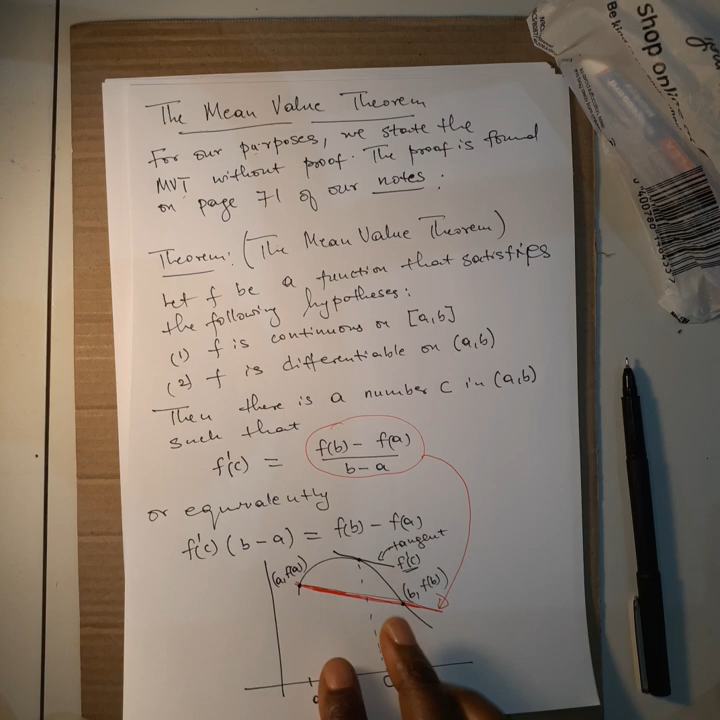 The Mean Value Theorem
For our purposes, we state the
MVT without proof. The proof is found
on page 71 of our notes:
Theorem: (The Mean Value Theorem)
Let f be a function that satisfies
the following hypotheses:
(1) f is continuous on [a,b]
(2) f is differentiable on (a,b)
Then there is a number c in (a,b)
such that
f'(c) = f(b) - f(a)
b - a
or equivalently
f'(c) (b - a) = f(b) - f(a)
tangent
f'(c)
(a, f(a))
(b, f(b))
C
shop